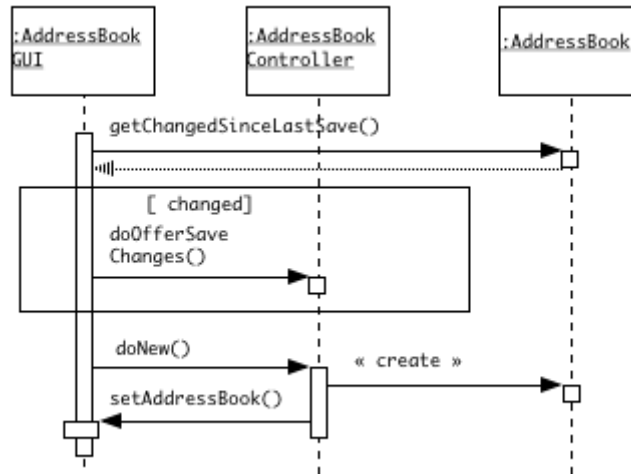 :AddressBook
GUI
:AddressBook
Controller
:AddressBook
getChangedSinceLastSave()
[ changed]
doOfferSave
Changes()
doNew()
« create »
setAddressBook()